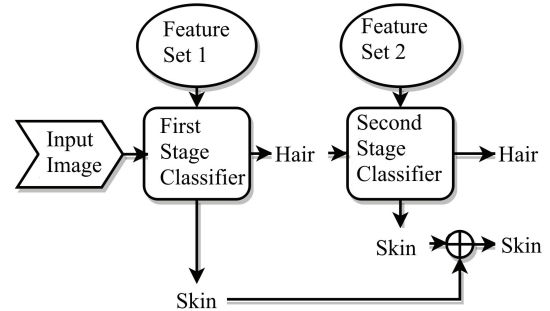 Feature
Set 1
Feature
Set 2
Input
Image
First
Stage
Classifier
Hair
Second
Stage
Classifier
Hair
Skin
Skin
Skin